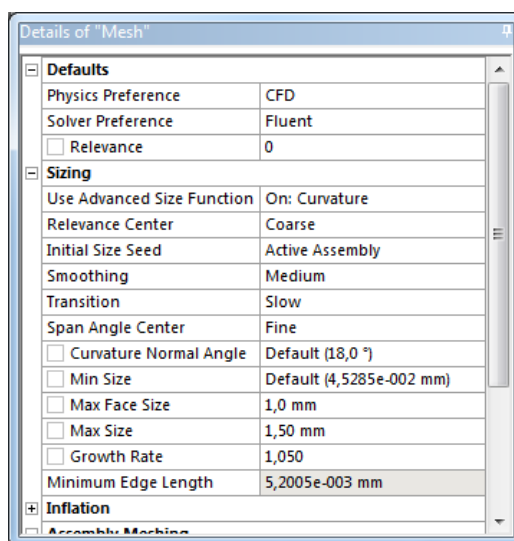 Details of "Mesh"
Defaults
Physics Preference CFD
Solver Preference Fluent
Relevance 0
Sizing
Use Advanced Size Function On: Curvature
Relevance Center Coarse
Initial Size Seed Active Assembly
Smoothing Medium
Transition Slow
Span Angle Center Fine
Curvature Normal Angle Default (18,0 °)
Min Size Default (4,5285e-002 mm)
Max Face Size 1,0 mm
Max Size 1,50 mm
Growth Rate 1,050
Minimum Edge Length 5,2005e-003 mm
Inflation
Assembly Meshing